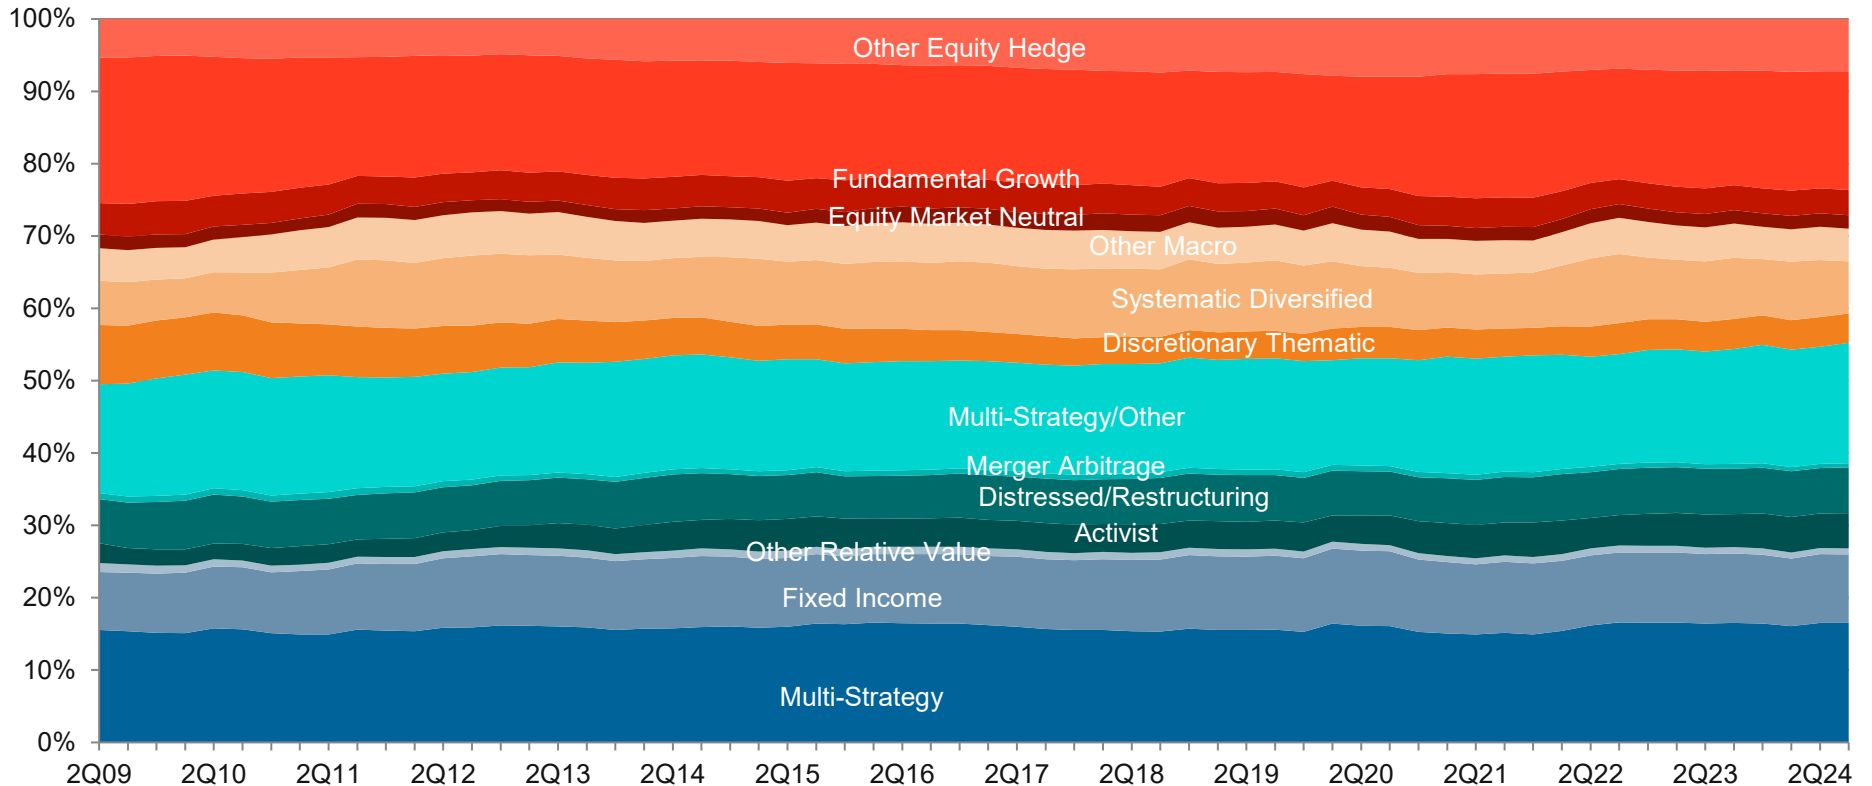 100%
Other Equity Hedge
90%
80%
Fundamental Growth
Equity Market Neutral
70%
Other Macro
Systematic Diversified
60%
Discretionary Thematic
50%
Multi-Strategy/Other
40%
Merger Arbitrage
Distressed/Restructuring
30%
Activist
Other Relative Value
20%
Fixed Income
10%
Multi-Strategy
0%
2Q09 2Q10 2Q11 2Q12 2Q13 2Q14 2Q15 2Q16 2Q17 2Q18 2Q19 2Q20 2Q21 2Q22 2Q23 2Q24